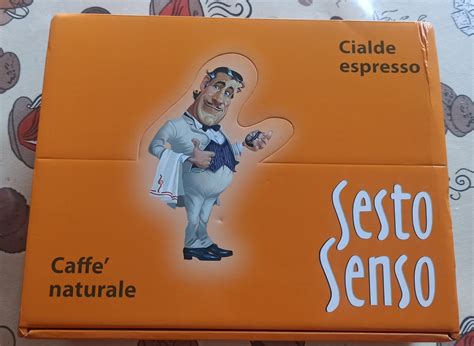 Cialde
espresso
Sesto
Senso
Caffe'
naturale